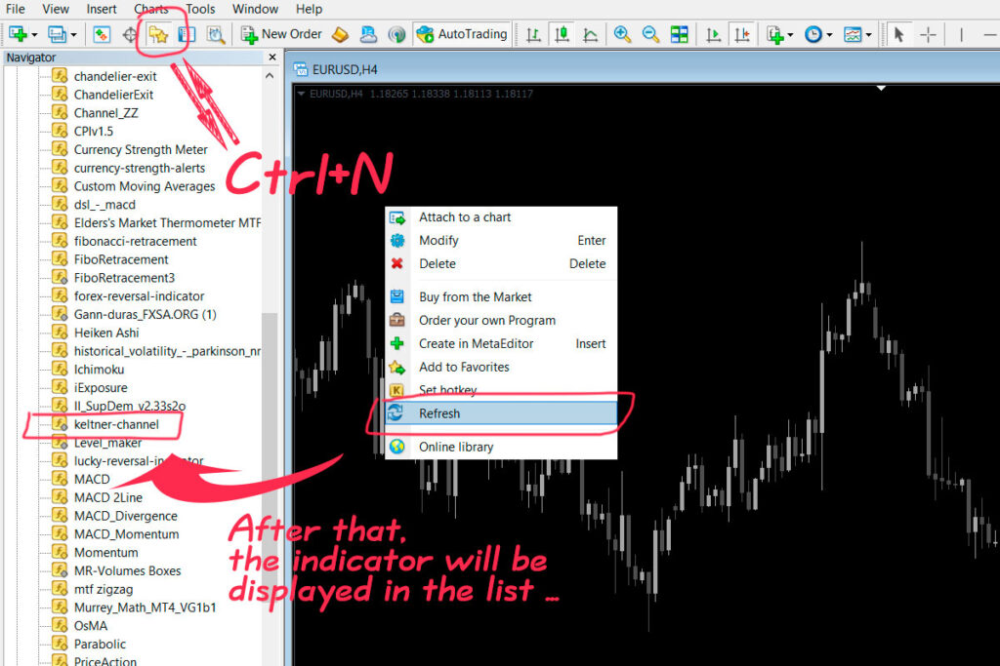 File View Insert Charts Tools Window Help
New Order AutoTrading
Navigator
EURUSD,H4
EURUSD,H4 1.18265 1.18338 1.18113 1.18117
chandelier-exit
ChandelierExit
Channel_ZZ
CPIv1.5
Currency Strength Meter
currency-strength-alerts
Custom Moving Averages
dsl_-_macd
Elders's Market Thermometer MTF
fibonacci-retracement
FiboRetracement
FiboRetracement3
forex-reversal-indicator
Gann-duras_FXSA.ORG (1)
Heiken Ashi
historical_volatility_-_parkinson_nm
Ichimoku
iExposure
II_SupDem_v2.33s2o
keltner-channel
Level_maker
lucky-reversal-indicator
MACD
MACD 2Line
MACD_Divergence
MACD_Momentum
Momentum
MR-Volumes Boxes
mtf zigzag
Murrey_Math_MT4_VG1b1
OsMA
Parabolic
PriceAction
Ctrl+N
Attach to a chart
Modify Enter
Delete Delete
Buy from the Market
Order your own Program
Create in MetaEditor Insert
Add to Favorites
Set hotkey
Refresh
Online library
After that,
the indicator will be
displayed in the list ...